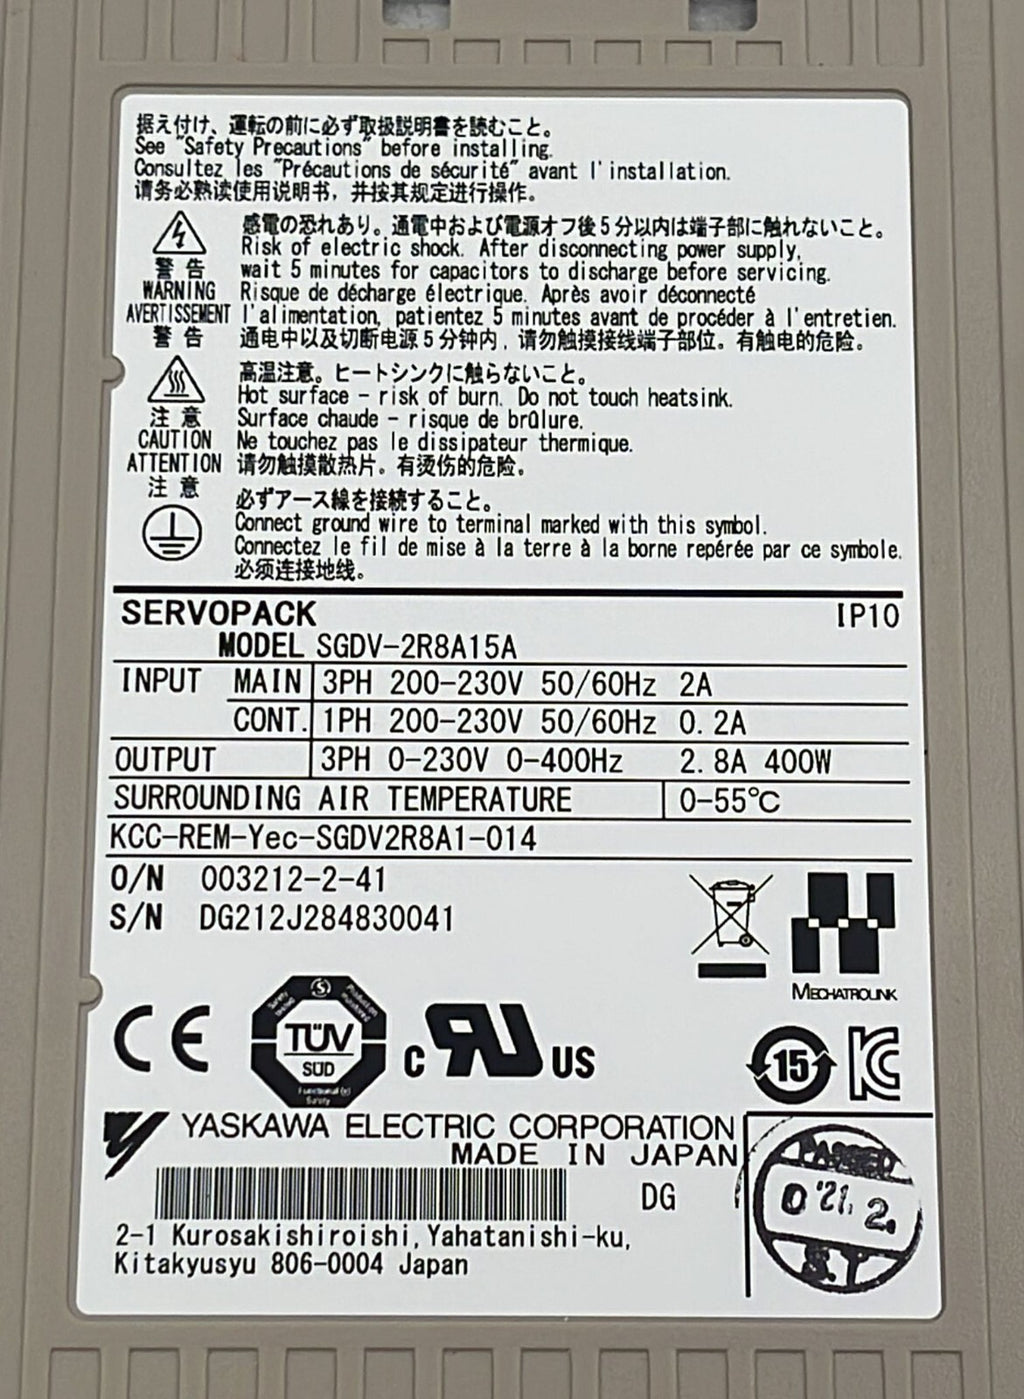 据え付け、運転の前に必ず取扱説明書を読むこと。
See "Safety Precautions" before installing.
Consultez les "Précautions de sécurité" avant l'installation.
请务必熟读使用说明书，并按其规定进行操作。
警告
WARNING
AVERTISSEMENT
警告
感電の恐れあり。通電中および電源オフ後5分以内は端子部に触れないこと。
Risk of electric shock. After disconnecting power supply,
wait 5 minutes for capacitors to discharge before servicing.
Risque de décharge électrique. Après avoir déconnecté
l'alimentation, patientez 5 minutes avant de procéder à l'entretien.
通电中以及切断电源5分钟内，请勿触摸接线端子部位。有触电的危险。
注意
CAUTION
ATTENTION
注意
高温注意。ヒートシンクに触らないこと。
Hot surface - risk of burn. Do not touch heatsink.
Surface chaude - risque de brûlure.
Ne touchez pas le dissipateur thermique.
请勿触摸散热片。有烫伤的危险。
必ずアース線を接続すること。
Connect ground wire to terminal marked with this symbol.
Connectez le fil de mise à la terre à la borne repérée par ce symbole.
必须连接地线。
SERVOPACK IP10
MODEL SGDV-2R8A15A
INPUT MAIN 3PH 200-230V 50/60Hz 2A
CONT. 1PH 200-230V 50/60Hz 0.2A
OUTPUT 3PH 0-230V 0-400Hz 2.8A 400W
SURROUNDING AIR TEMPERATURE 0-55℃
KCC-REM-Yec-SGDV2R8A1-014
O/N 003212-2-41
S/N DG212J284830041
MECHATROLINK
CE
TÜV
SÜD
Functional
Safety
C RU US
15
KC
YASKAWA ELECTRIC CORPORATION
MADE IN JAPAN
DG
2-1 Kurosakishiroishi, Yahatanishi-ku,
Kitakyusyu 806-0004 Japan
PASSED
0 '21. 2.